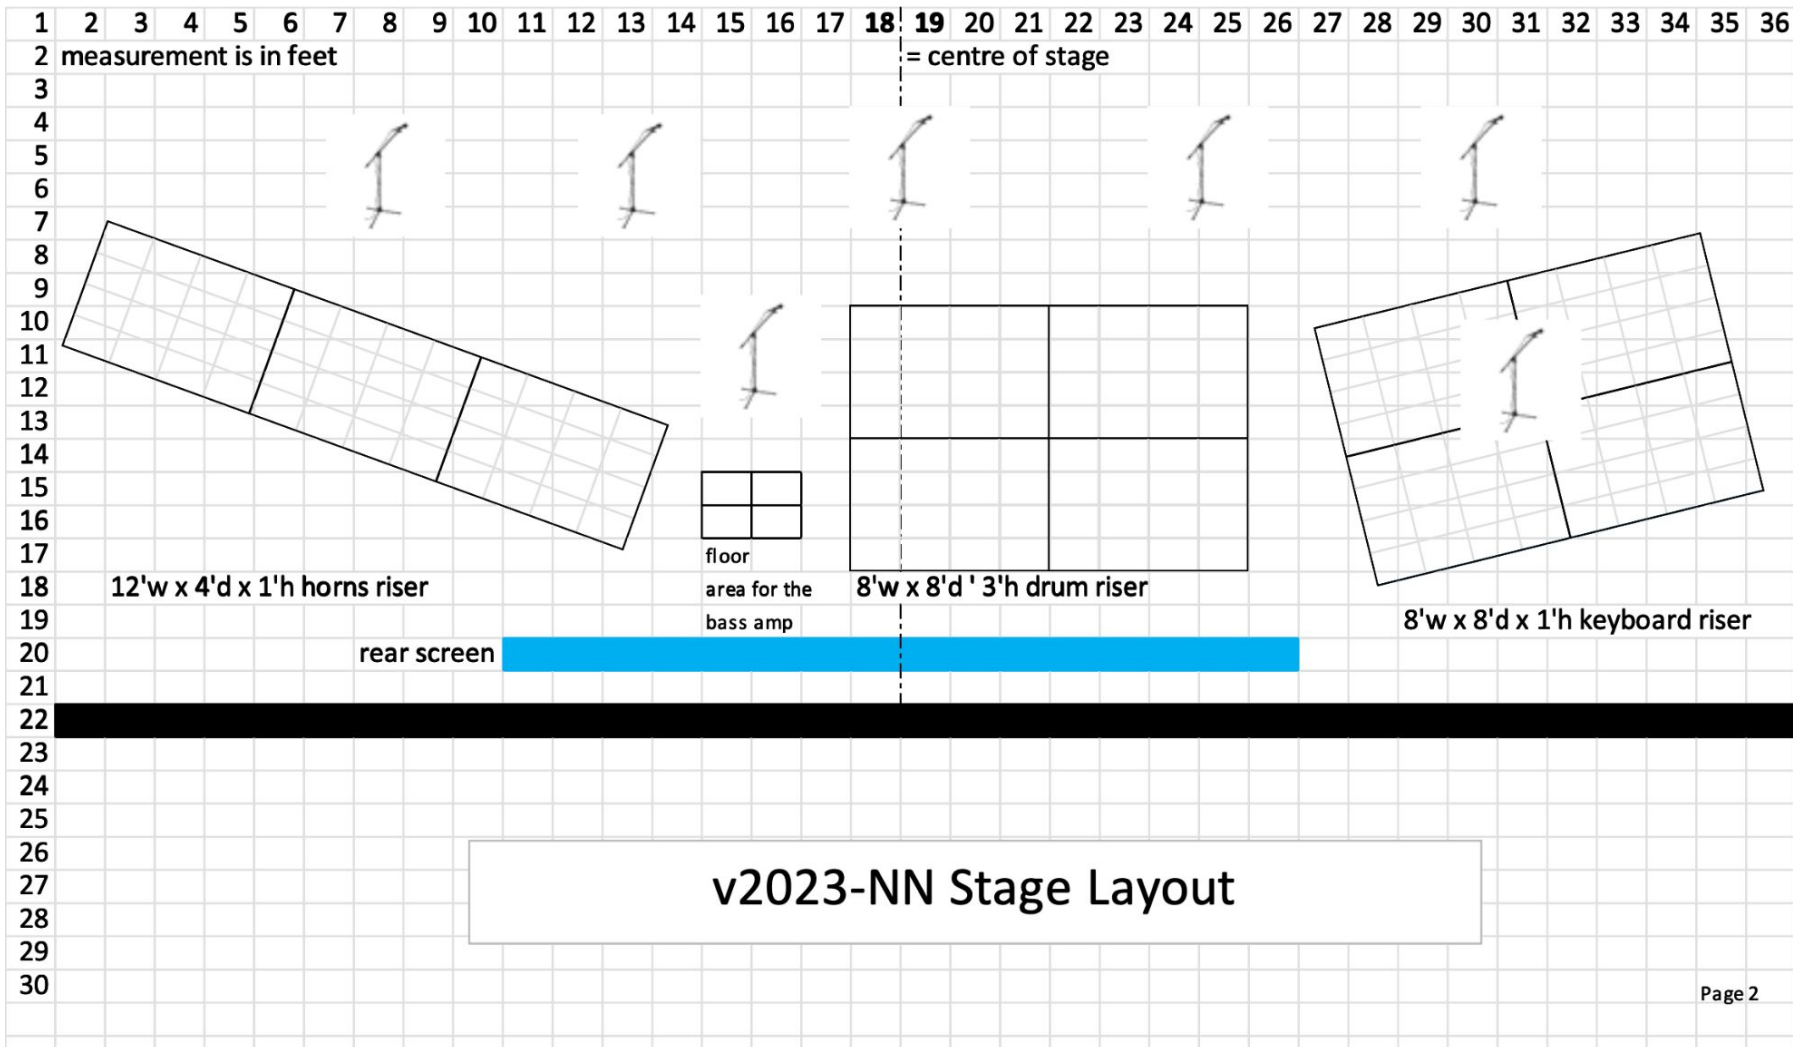 1 2 3 4 5 6 7 8 9 10 11 12 13 14 15 16 17 18 19 20 21 22 23 24 25 26 27 28 29 30 31 32 33 34 35 36
2 measurement is in feet = centre of stage
3
4
5
6
7
8
9
10
11
12
13
14
15
16
17 floor
18 12'w x 4'd x 1'h horns riser area for the 8'w x 8'd ' 3'h drum riser
19 bass amp 8'w x 8'd x 1'h keyboard riser
20 rear screen
21
22
23
24
25
26
27 v2023-NN Stage Layout
28
29
30 Page 2